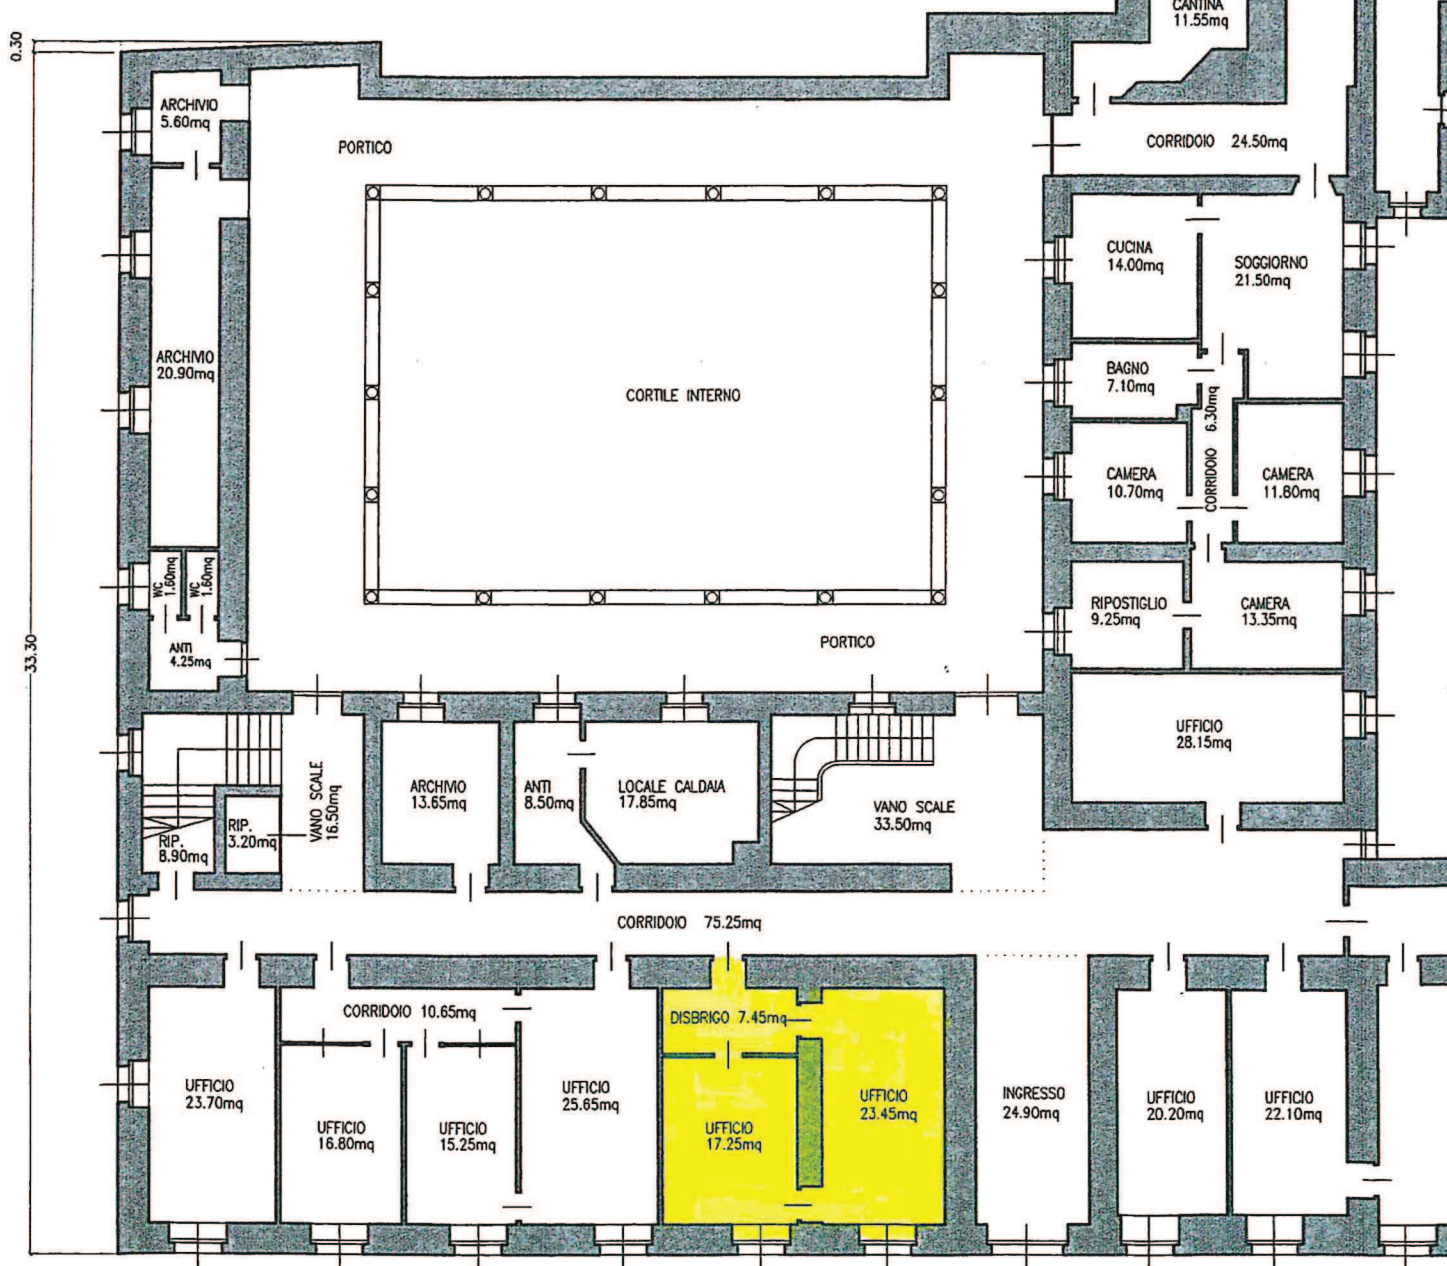 CANTINA
11.55mq
0.30
ARCHIVIO
5.60mq
PORTICO
CORRIDOIO 24.50mq
CUCINA
14.00mq
SOGGIORNO
21.50mq
ARCHIVIO
20.90mq
BAGNO
7.10mq
CORTILE INTERNO
CORRIDOIO 6.30mq
CAMERA
10.70mq
CAMERA
11.80mq
WC
1.60mq
WC
1.60mq
RIPOSTIGLIO
9.25mq
CAMERA
13.35mq
33.30
ANTI
4.25mq
PORTICO
UFFICIO
28.15mq
VANO SCALE
16.50mq
ARCHIVIO
13.65mq
ANTI
8.50mq
LOCALE CALDAIA
17.85mq
VANO SCALE
33.50mq
RIP.
3.20mq
RIP.
8.90mq
CORRIDOIO 75.25mq
CORRIDOIO 10.65mq
DISBRIGO 7.45mq
UFFICIO
23.70mq
UFFICIO
16.80mq
UFFICIO
15.25mq
UFFICIO
25.65mq
UFFICIO
17.25mq
UFFICIO
23.45mq
INGRESSO
24.90mq
UFFICIO
20.20mq
UFFICIO
22.10mq